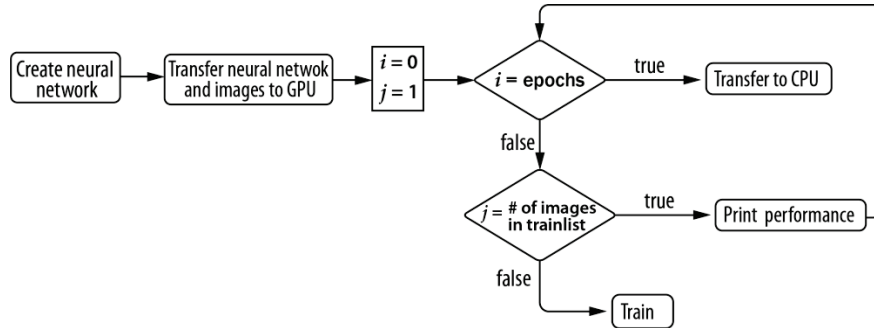 Create neural
network
Transfer neural netwok
and images to GPU
i = 0
j = 1
i = epochs
true
Transfer to CPU
false
j = # of images
in trainlist
true
Print performance
false
Train